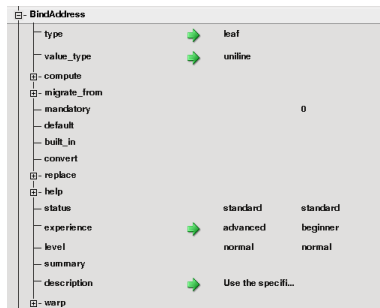 BindAddress
type leaf
value_type uniline
compute
migrate_from
mandatory 0
default
built_in
convert
replace
help
status standard standard
experience advanced beginner
level normal normal
summary
description Use the specifi...
warp